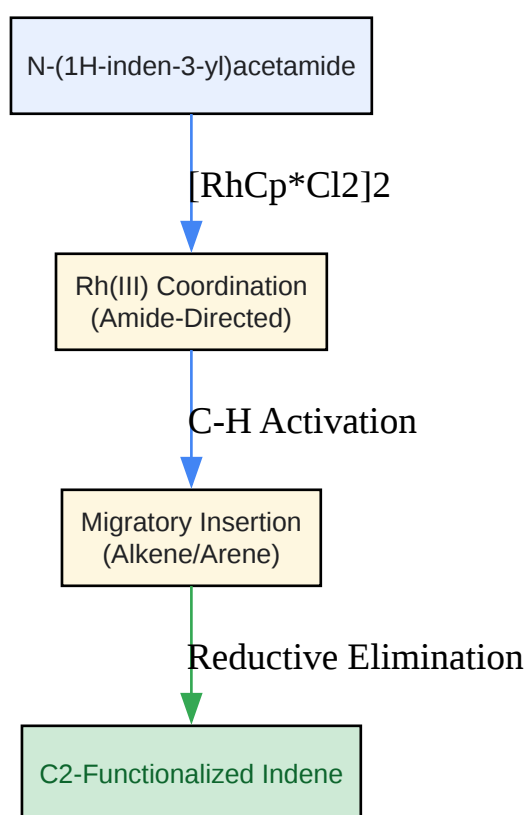 N-(1H-inden-3-yl)acetamide
[RhCp*Cl2]2
Rh(III) Coordination
(Amide-Directed)
C-H Activation
Migratory Insertion
(Alkene/Arene)
Reductive Elimination
C2-Functionalized Indene